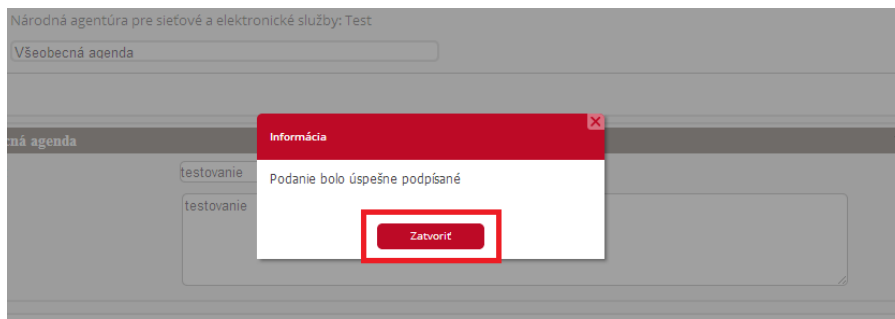 Národná agentúra pre sieťové a elektronické služby: Test
Všeobecná agenda
ná agenda
Informácia
testovanie
Podanie bolo úspešne podpísané
testovanie
Zatvoriť